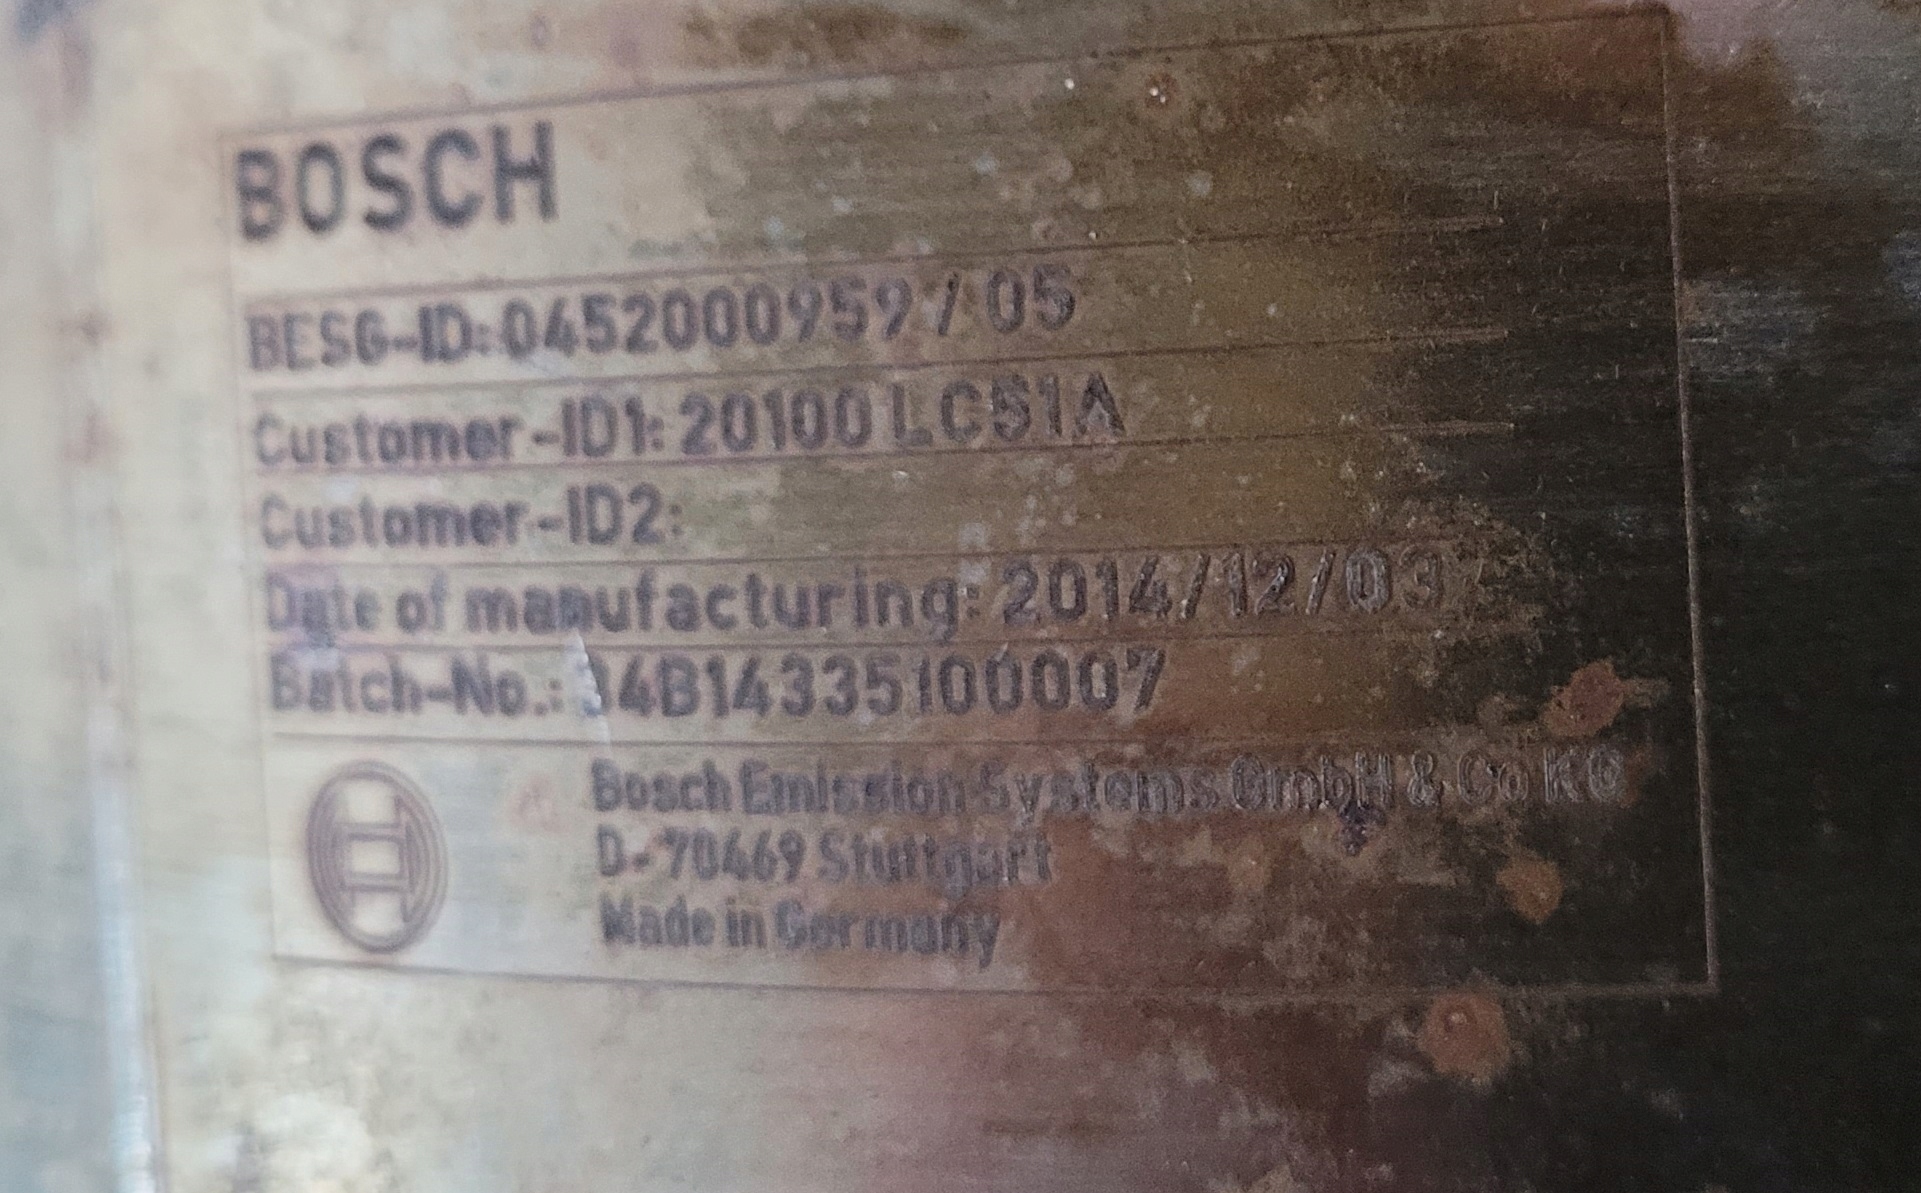 BOSCH
BESG-ID: 0452000959 / 05
Customer-ID1: 20100 LC51A
Customer-ID2:
Date of manufacturing: 2014/12/03
Batch-No.:
Bosch Emission Systems GmbH & Co KG
D-70469 Stuttgart
Made in Germany